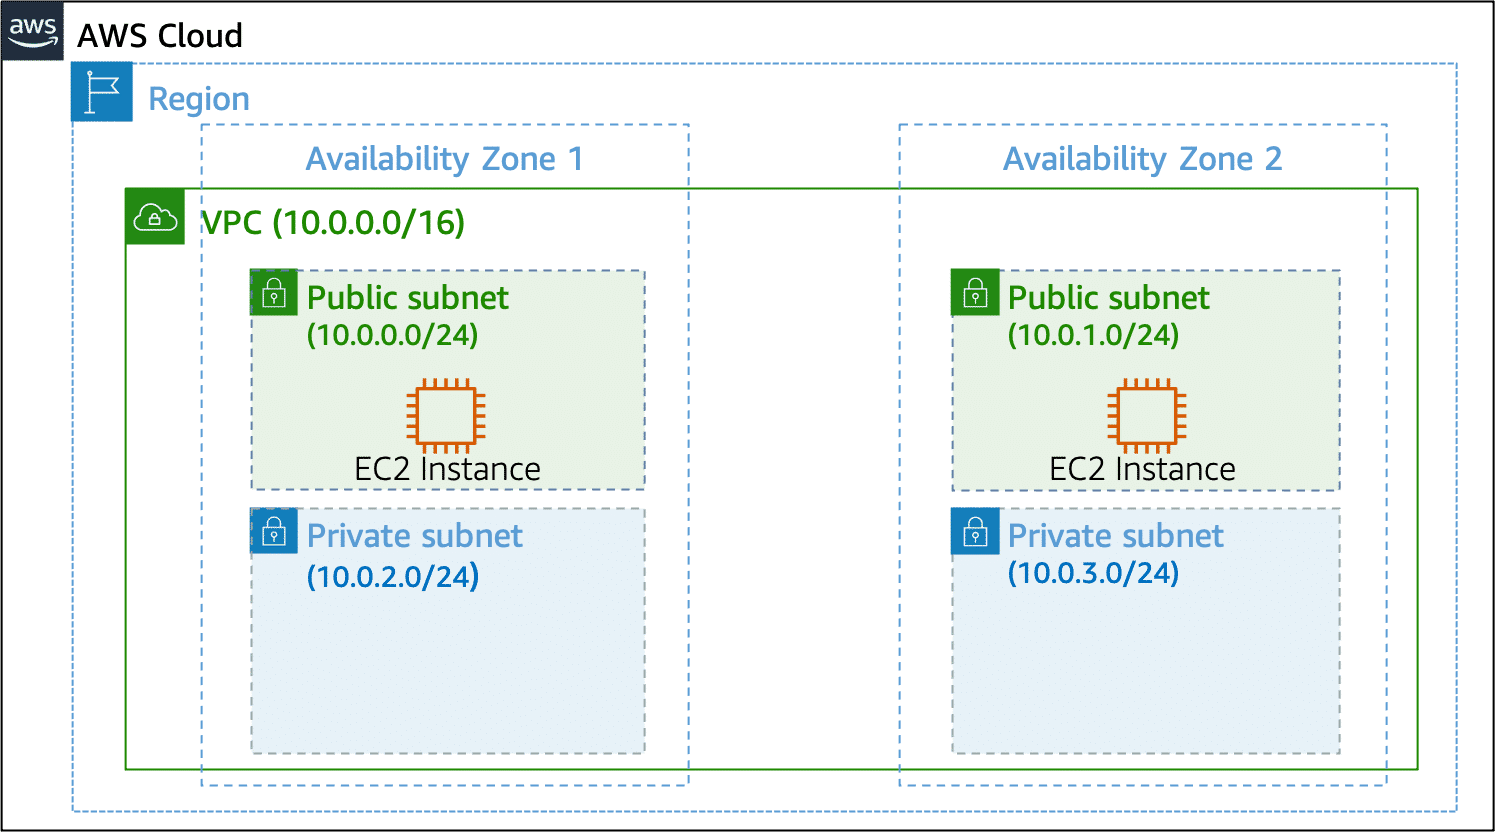 aws
AWS Cloud
Region
Availability Zone 1
Availability Zone 2
VPC (10.0.0.0/16)
Public subnet
(10.0.0.0/24)
EC2 Instance
Public subnet
(10.0.1.0/24)
EC2 Instance
Private subnet
(10.0.2.0/24)
Private subnet
(10.0.3.0/24)